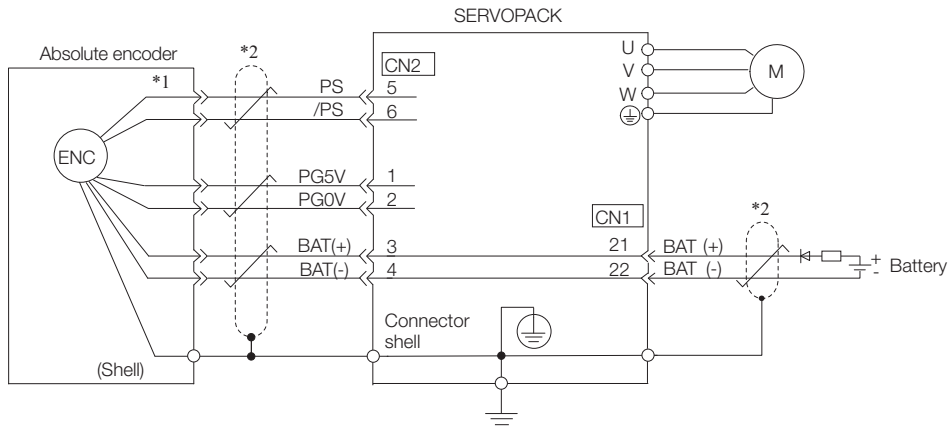 SERVOPACK
Absolute encoder
*2
*1
CN2
U
V
W
M
PS 5
/PS 6
ENC
PG5V 1
PG0V 2
CN1
*2
BAT(+) 3
21 BAT (+)
BAT(-) 4
22 BAT (-)
+
-
Battery
Connector
shell
(Shell)